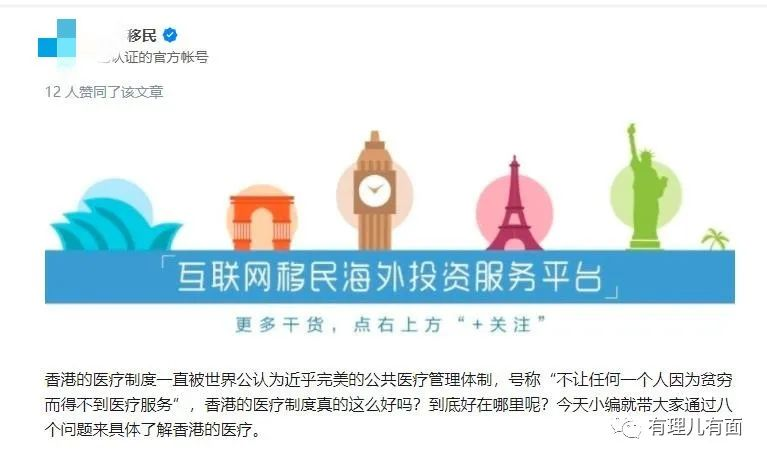 移民
认证的官方帐号
12 人赞同了该文章
「互联网移民海外投资服务平台」
更多干货，点右上方“+关注”
香港的医疗制度一直被世界公认为近乎完美的公共医疗管理体制，号称“不让任何一个人因为贫穷
而得不到医疗服务”，香港的医疗制度真的这么好吗？到底好在哪里呢？今天小编就带大家通过八
个问题来具体了解香港的医疗。
有理儿有面